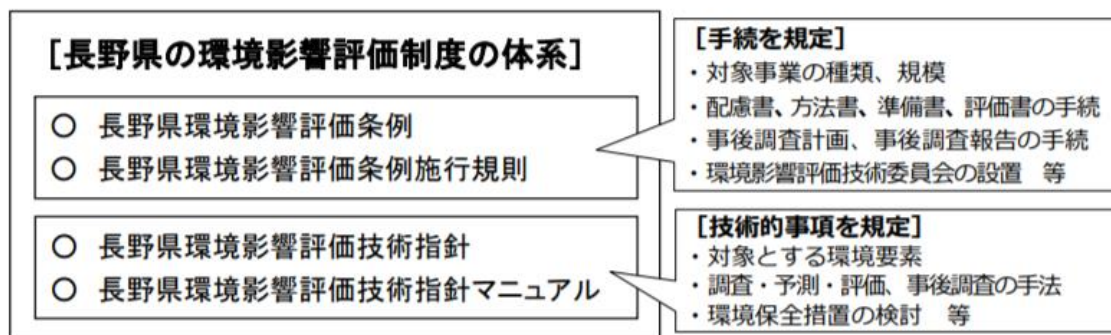 [長野県の環境影響評価制度の体系]
○ 長野県環境影響評価条例
○ 長野県環境影響評価条例施行規則
[手続を規定]
・対象事業の種類、規模
・配慮書、方法書、準備書、評価書の手続
・事後調査計画、事後調査報告の手続
・環境影響評価技術委員会の設置 等
○ 長野県環境影響評価技術指針
○ 長野県環境影響評価技術指針マニュアル
[技術的事項を規定]
・対象とする環境要素
・調査・予測・評価、事後調査の手法
・環境保全措置の検討 等